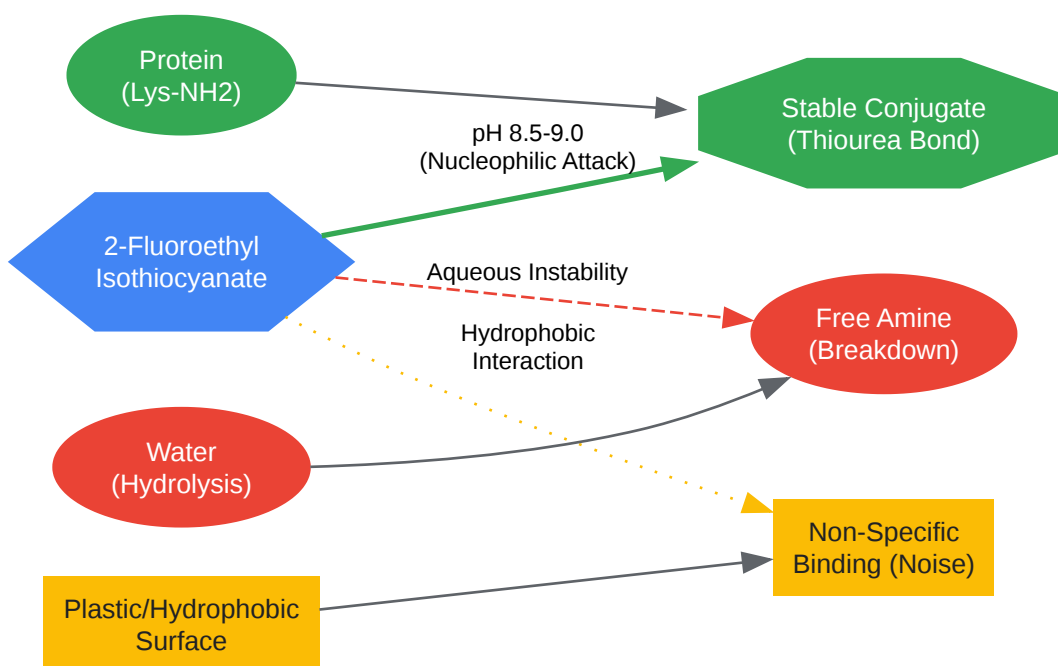 Protein
(Lys-NH2)
Stable Conjugate
(Thiourea Bond)
pH 8.5-9.0
(Nucleophilic Attack)
2-Fluoroethyl
Isothiocyanate
Aqueous Instability
Free Amine
(Breakdown)
Hydrophobic
Interaction
Water
(Hydrolysis)
Non-Specific
Binding (Noise)
Plastic/Hydrophobic
Surface